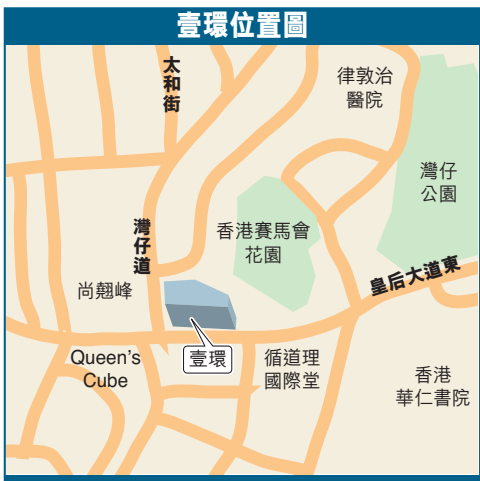 壹環位置圖
太和街
律敦治
醫院
灣仔
公園
灣仔道
香港賽馬會
花園
皇后大道東
尚翹峰
Queen's
Cube
壹環
循道理
國際堂
香港
華仁書院